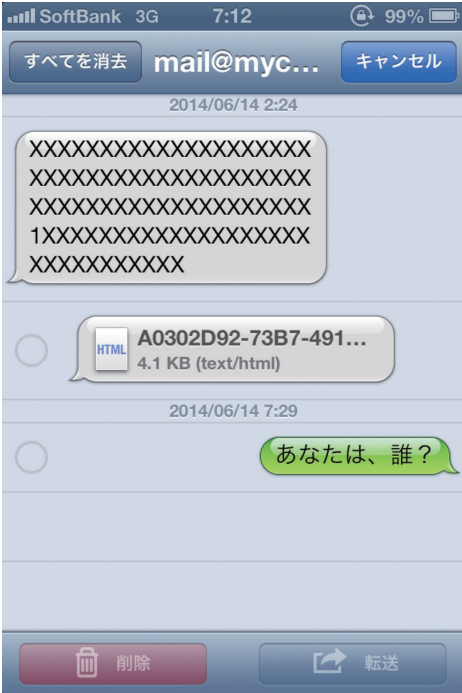 SoftBank 3G 7:12 99%
すべてを消去 mail@myc... キャンセル
2014/06/14 2:24
XXXXXXXXXXXXXXXXXXXX
XXXXXXXXXXXXXXXXXXXX
XXXXXXXXXXXXXXXXXXXX
1XXXXXXXXXXXXXXXXXXX
XXXXXXXXXXX
HTML A0302D92-73B7-491...
4.1 KB (text/html)
2014/06/14 7:29
あなたは、誰？
削除 転送